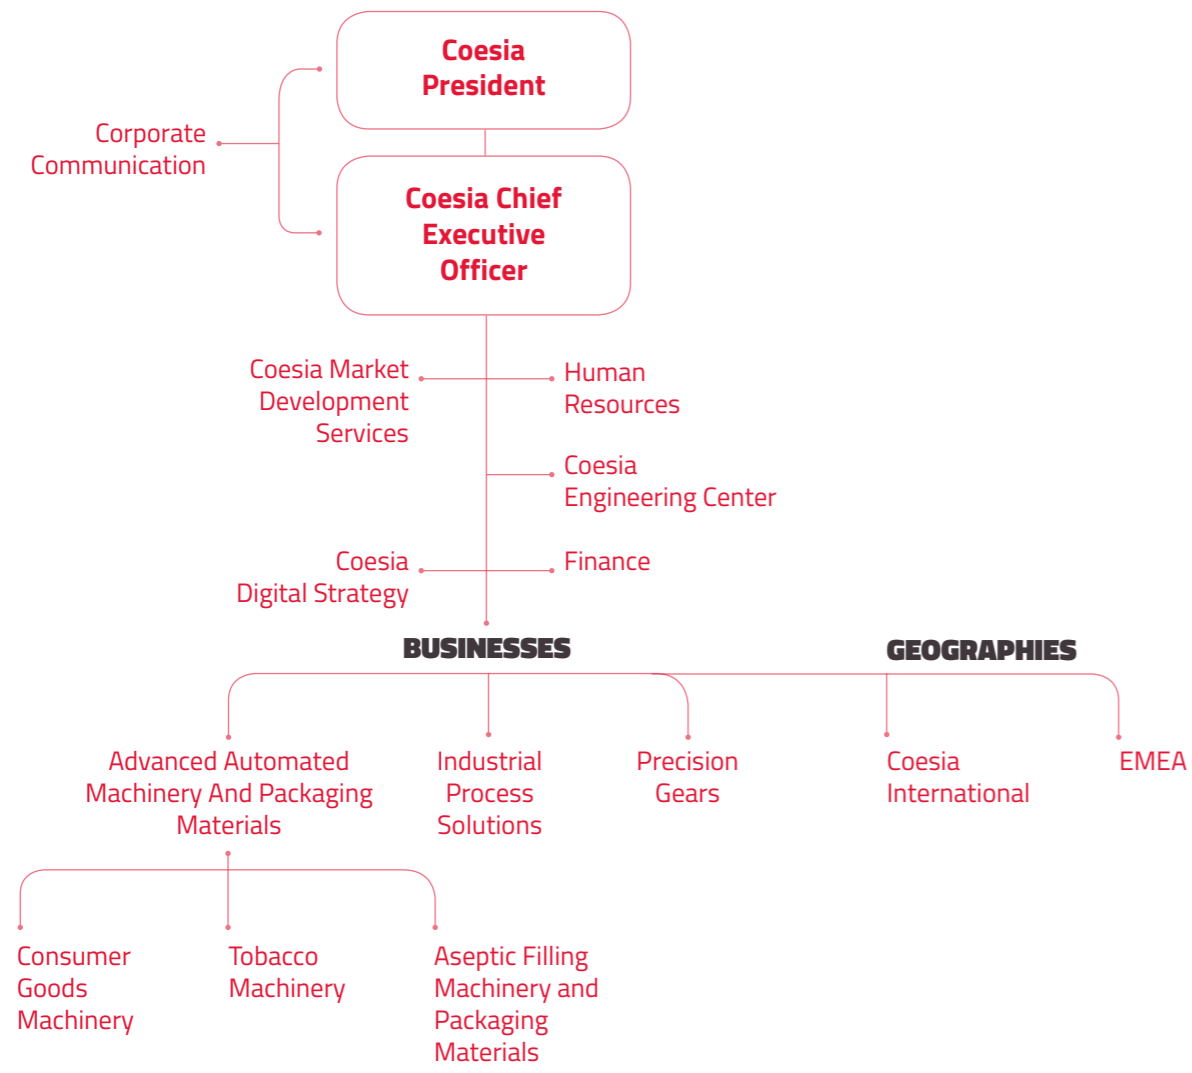 Coesia
President
Corporate
Communication
Coesia Chief
Executive
Officer
Coesia Market
Development
Services
Human
Resources
Coesia
Engineering Center
Coesia
Digital Strategy
Finance
BUSINESSES
GEOGRAPHIES
Advanced Automated
Machinery And Packaging
Materials
Industrial
Process
Solutions
Precision
Gears
Coesia
International
EMEA
Consumer
Goods
Machinery
Tobacco
Machinery
Aseptic Filling
Machinery and
Packaging
Materials